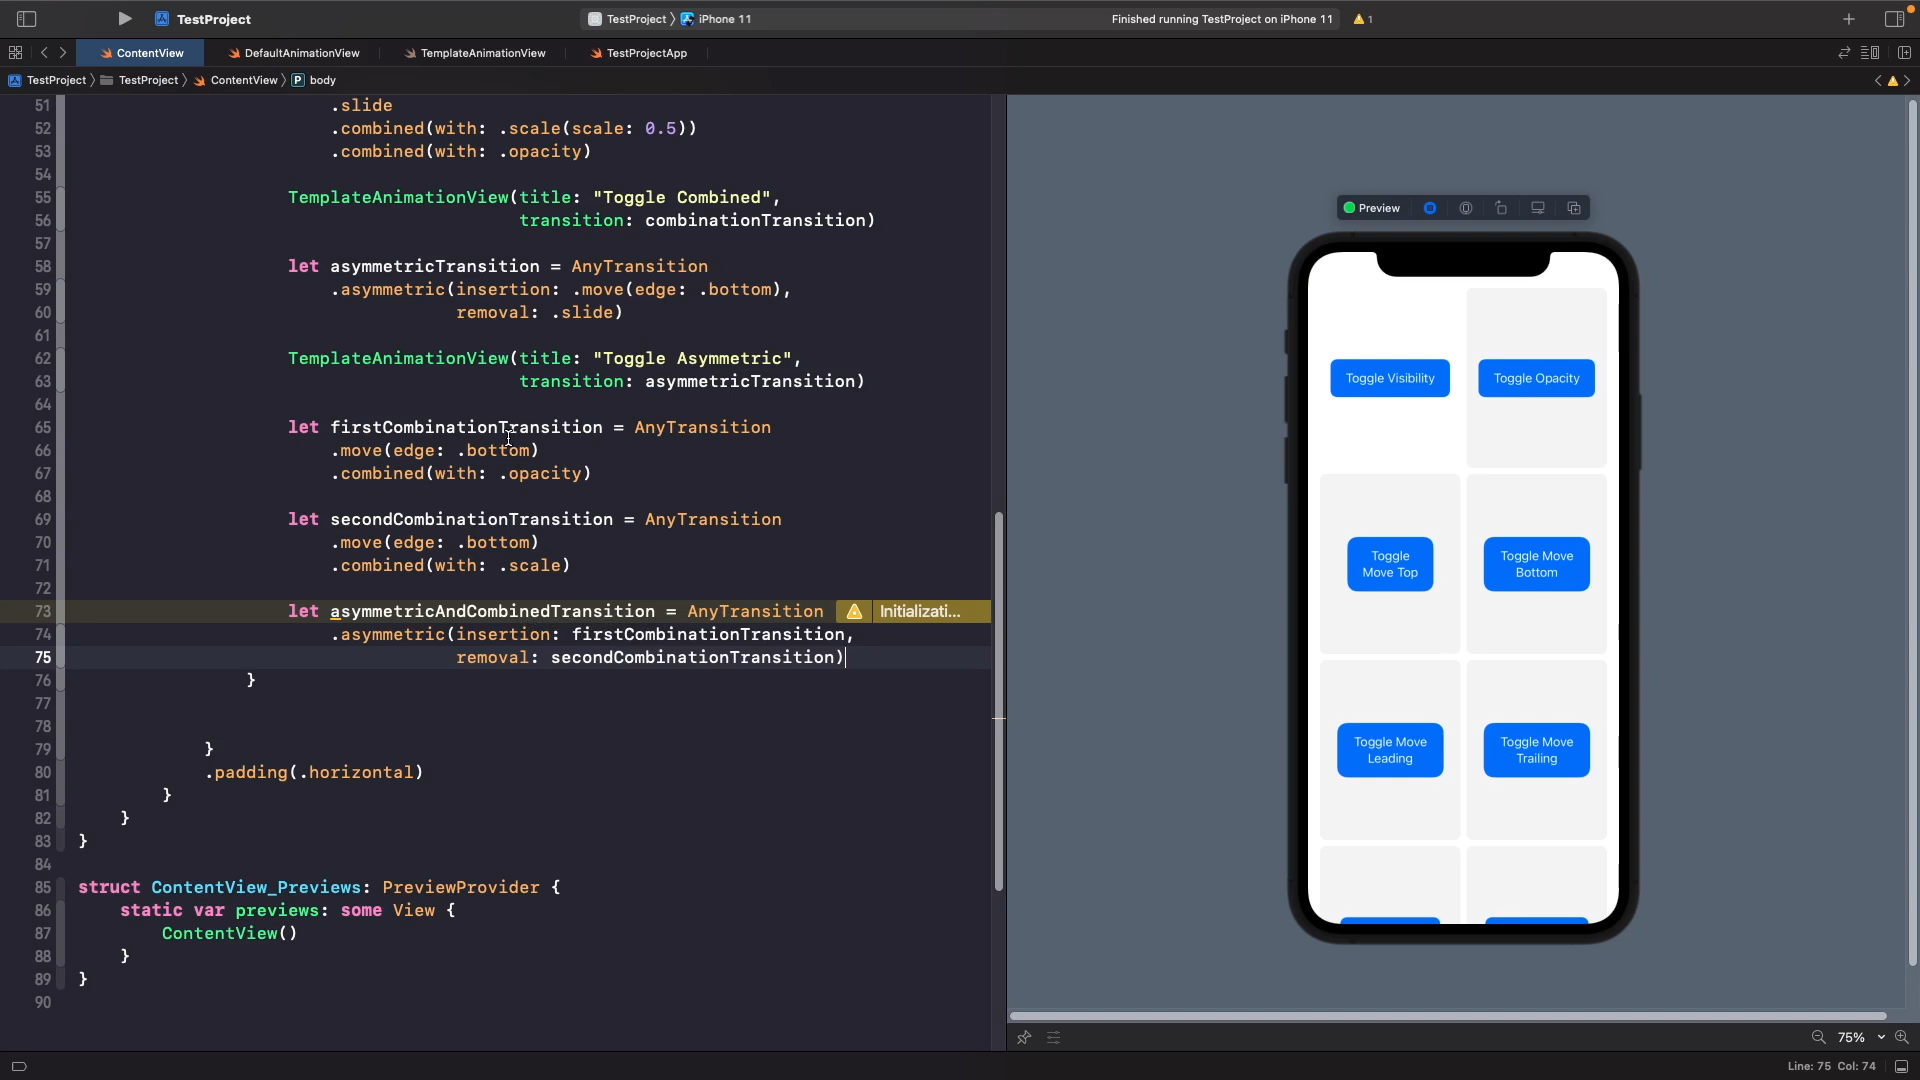 TestProject
TestProject
iPhone 11
Finished running TestProject on iPhone 11
1
ContentView
DefaultAnimationView
TemplateAnimationView
TestProjectApp
TestProject
TestProject
ContentView
P
body
51 .slide
52 .combined(with: .scale(scale: 0.5))
53 .combined(with: .opacity)
54
55 TemplateAnimationView(title: "Toggle Combined",
56 transition: combinationTransition)
57
58 let asymmetricTransition = AnyTransition
59 .asymmetric(insertion: .move(edge: .bottom),
60 removal: .slide)
61
62 TemplateAnimationView(title: "Toggle Asymmetric",
63 transition: asymmetricTransition)
64
65 let firstCombinationTransition = AnyTransition
66 .move(edge: .bottom)
67 .combined(with: .opacity)
68
69 let secondCombinationTransition = AnyTransition
70 .move(edge: .bottom)
71 .combined(with: .scale)
72
73 let asymmetricAndCombinedTransition = AnyTransition Initializati...
74 .asymmetric(insertion: firstCombinationTransition,
75 removal: secondCombinationTransition)
76 }
77
78
79 }
80 .padding(.horizontal)
81 }
82 }
83 }
84
85 struct ContentView_Previews: PreviewProvider {
86 static var previews: some View {
87 ContentView()
88 }
89 }
90
Preview
Toggle Visibility
Toggle Opacity
Toggle
Move Top
Toggle Move
Bottom
Toggle Move
Leading
Toggle Move
Trailing
75%
Line: 75 Col: 74